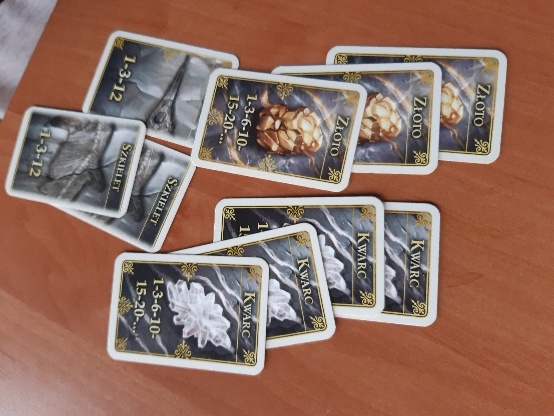 1-3-12
SZKIELET
1-3-12
SZKIELET
ZŁOTO
1-3-6-10-
15-20-...
ZŁOTO
ZŁOTO
KWARC
1-3-6-10-
15-20-...
KWARC
KWARC
KWARC